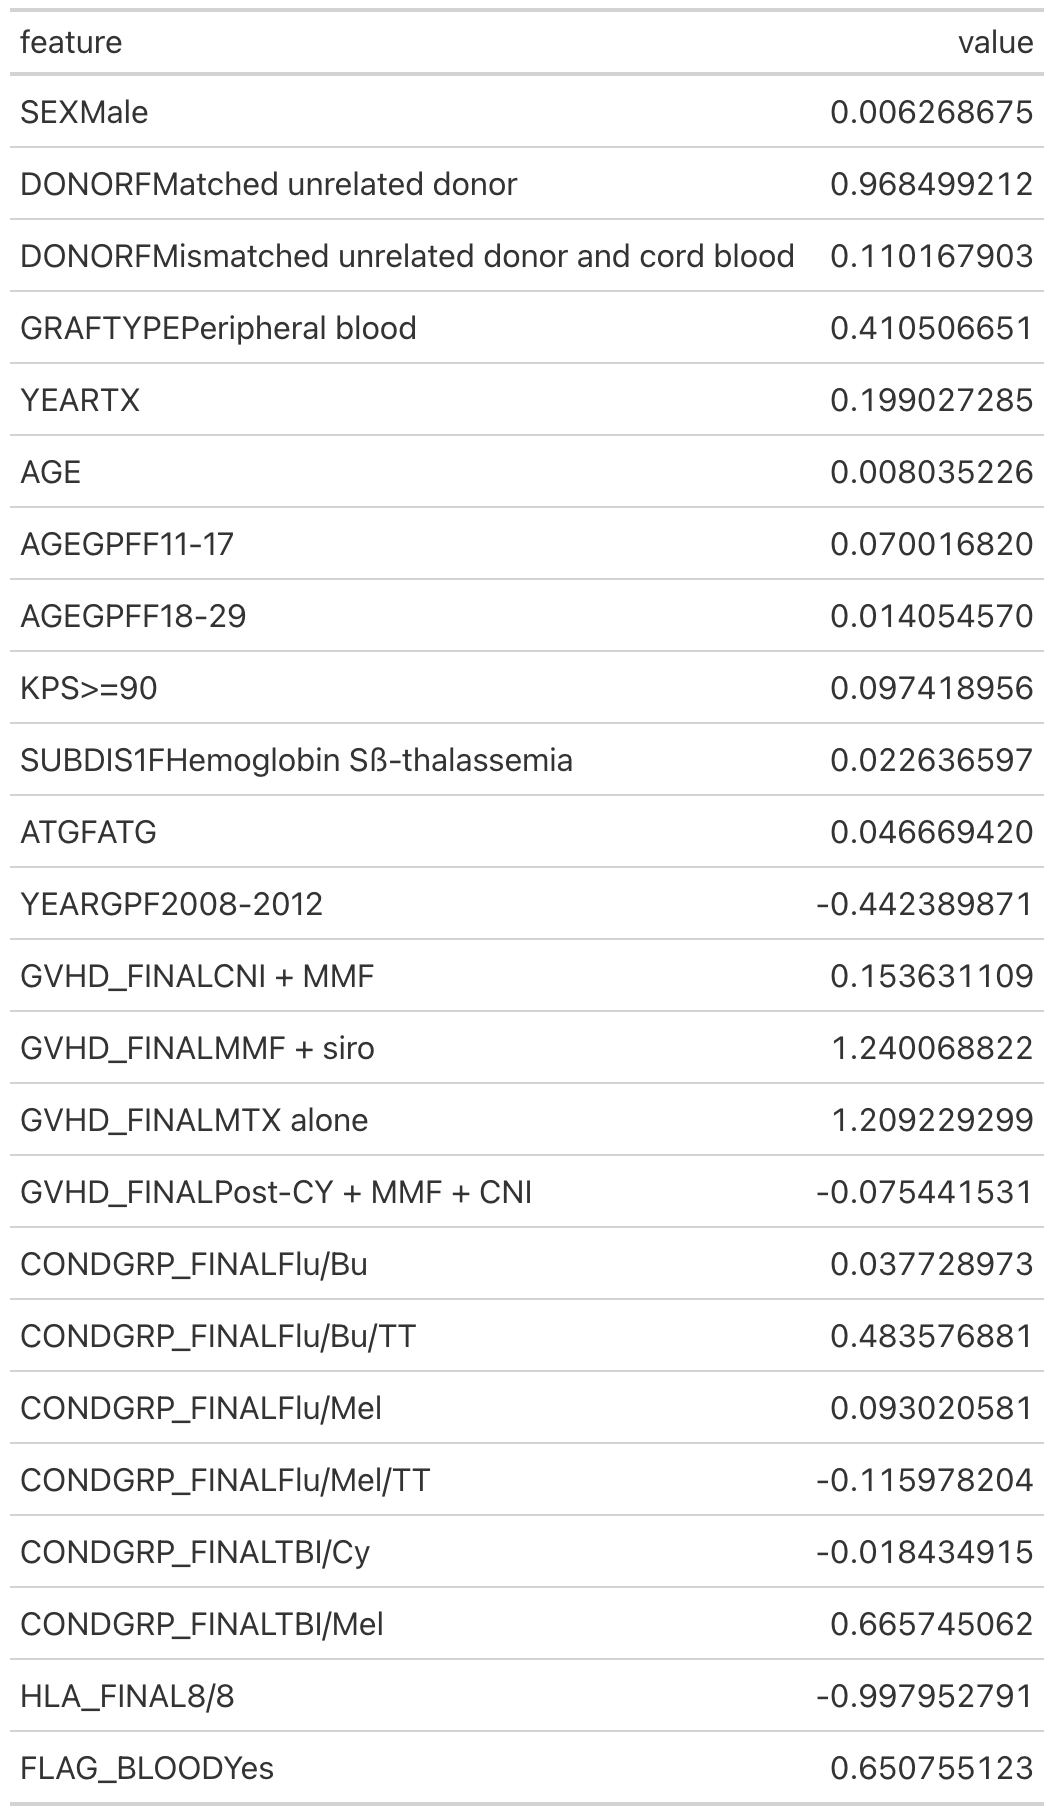 feature value
SEXMale 0.006268675
DONORFMatched unrelated donor 0.968499212
DONORFMismatched unrelated donor and cord blood 0.110167903
GRAFTYPEPeripheral blood 0.410506651
YEARTX 0.199027285
AGE 0.008035226
AGEGPFF11-17 0.070016820
AGEGPFF18-29 0.014054570
KPS>=90 0.097418956
SUBDIS1FHemoglobin Sß-thalassemia 0.022636597
ATGFATG 0.046669420
YEARGPF2008-2012 -0.442389871
GVHD_FINALCNI + MMF 0.153631109
GVHD_FINALMMF + siro 1.240068822
GVHD_FINALMTX alone 1.209229299
GVHD_FINALPost-CY + MMF + CNI -0.075441531
CONDGRP_FINALFlu/Bu 0.037728973
CONDGRP_FINALFlu/Bu/TT 0.483576881
CONDGRP_FINALFlu/Mel 0.093020581
CONDGRP_FINALFlu/Mel/TT -0.115978204
CONDGRP_FINALTBI/Cy -0.018434915
CONDGRP_FINALTBI/Mel 0.665745062
HLA_FINAL8/8 -0.997952791
FLAG_BLOODYes 0.650755123